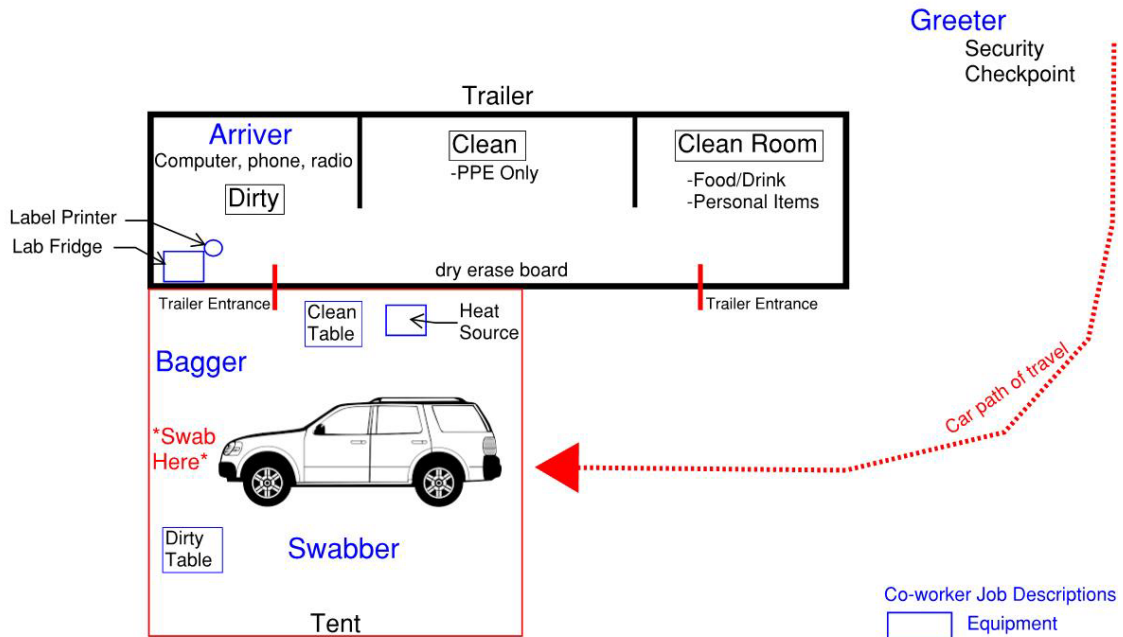 Greeter
Security
Checkpoint
Trailer
Arriver
Computer, phone, radio
Dirty
Clean
-PPE Only
Clean Room
-Food/Drink
-Personal Items
Label Printer
Lab Fridge
dry erase board
Trailer Entrance
Trailer Entrance
Clean
Table
Heat
Source
Bagger
Car path of travel
*Swab
Here*
Dirty
Table
Swabber
Tent
Co-worker Job Descriptions
Equipment